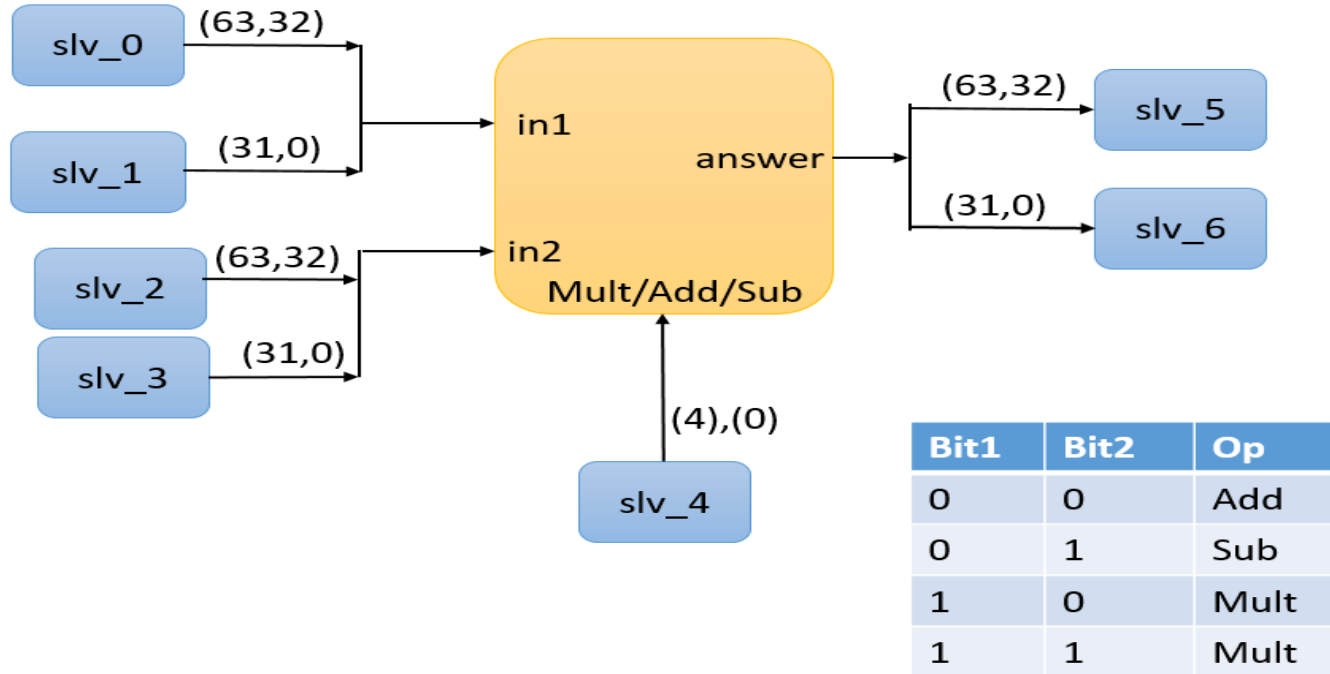 slv_0
(63,32)
slv_1
(31,0)
slv_2
(63,32)
slv_3
(31,0)
in1
in2
answer
Mult/Add/Sub
(63,32)
slv_5
(31,0)
slv_6
(4),(0)
slv_4
Bit1 Bit2 Op
0 0 Add
0 1 Sub
1 0 Mult
1 1 Mult